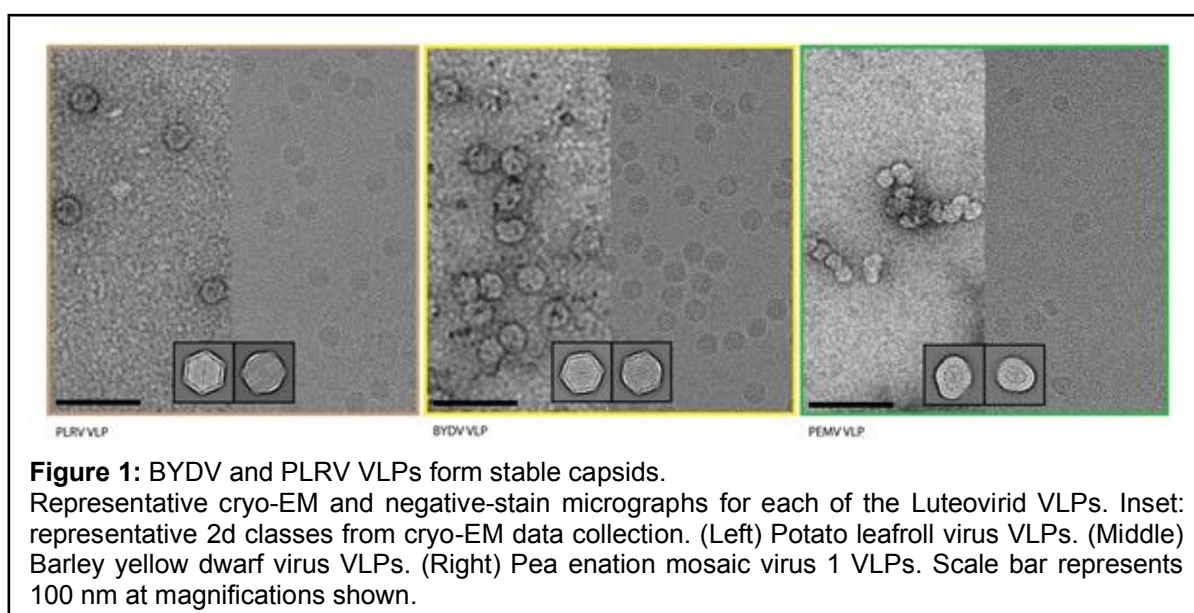 PLRV VLP
BYDV VLP
PEMV VLP
Figure 1: BYDV and PLRV VLPs form stable capsids.
Representative cryo-EM and negative-stain micrographs for each of the Luteovirid VLPs. Inset:
representative 2d classes from cryo-EM data collection. (Left) Potato leafroll virus VLPs. (Middle)
Barley yellow dwarf virus VLPs. (Right) Pea enation mosaic virus 1 VLPs. Scale bar represents
100 nm at magnifications shown.